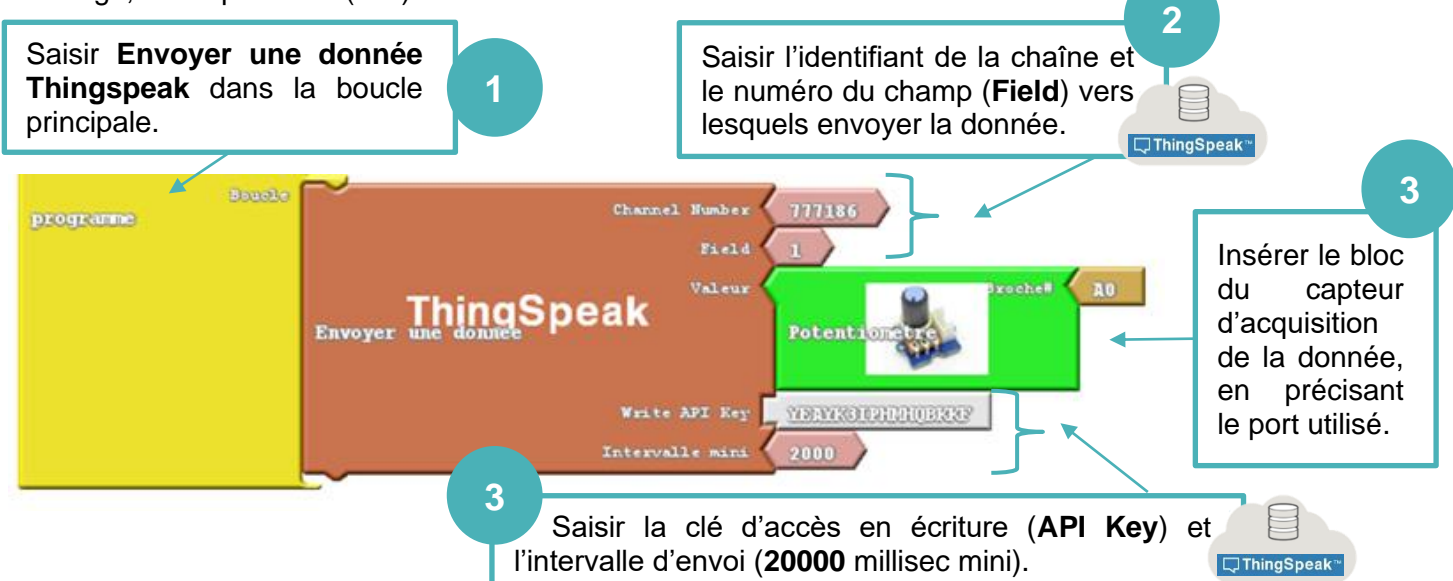 1
Saisir Envoyer une donnée
Thingspeak dans la boucle
principale.
2
Saisir l'identifiant de la chaîne et
le numéro du champ (Field) vers
lesquels envoyer la donnée.
ThingSpeak™
programme
Boucle
Envoyer une donnée
ThingSpeak
Channel Number
777186
Field
1
Valeur
Potentiomètre
Broche#
A0
Write API Key
Intervalle mini
2000
3
Insérer le bloc
du capteur
d'acquisition
de la donnée,
en précisant
le port utilisé.
3
Saisir la clé d'accès en écriture (API Key) et
l'intervalle d'envoi (20000 millisec mini).
ThingSpeak™